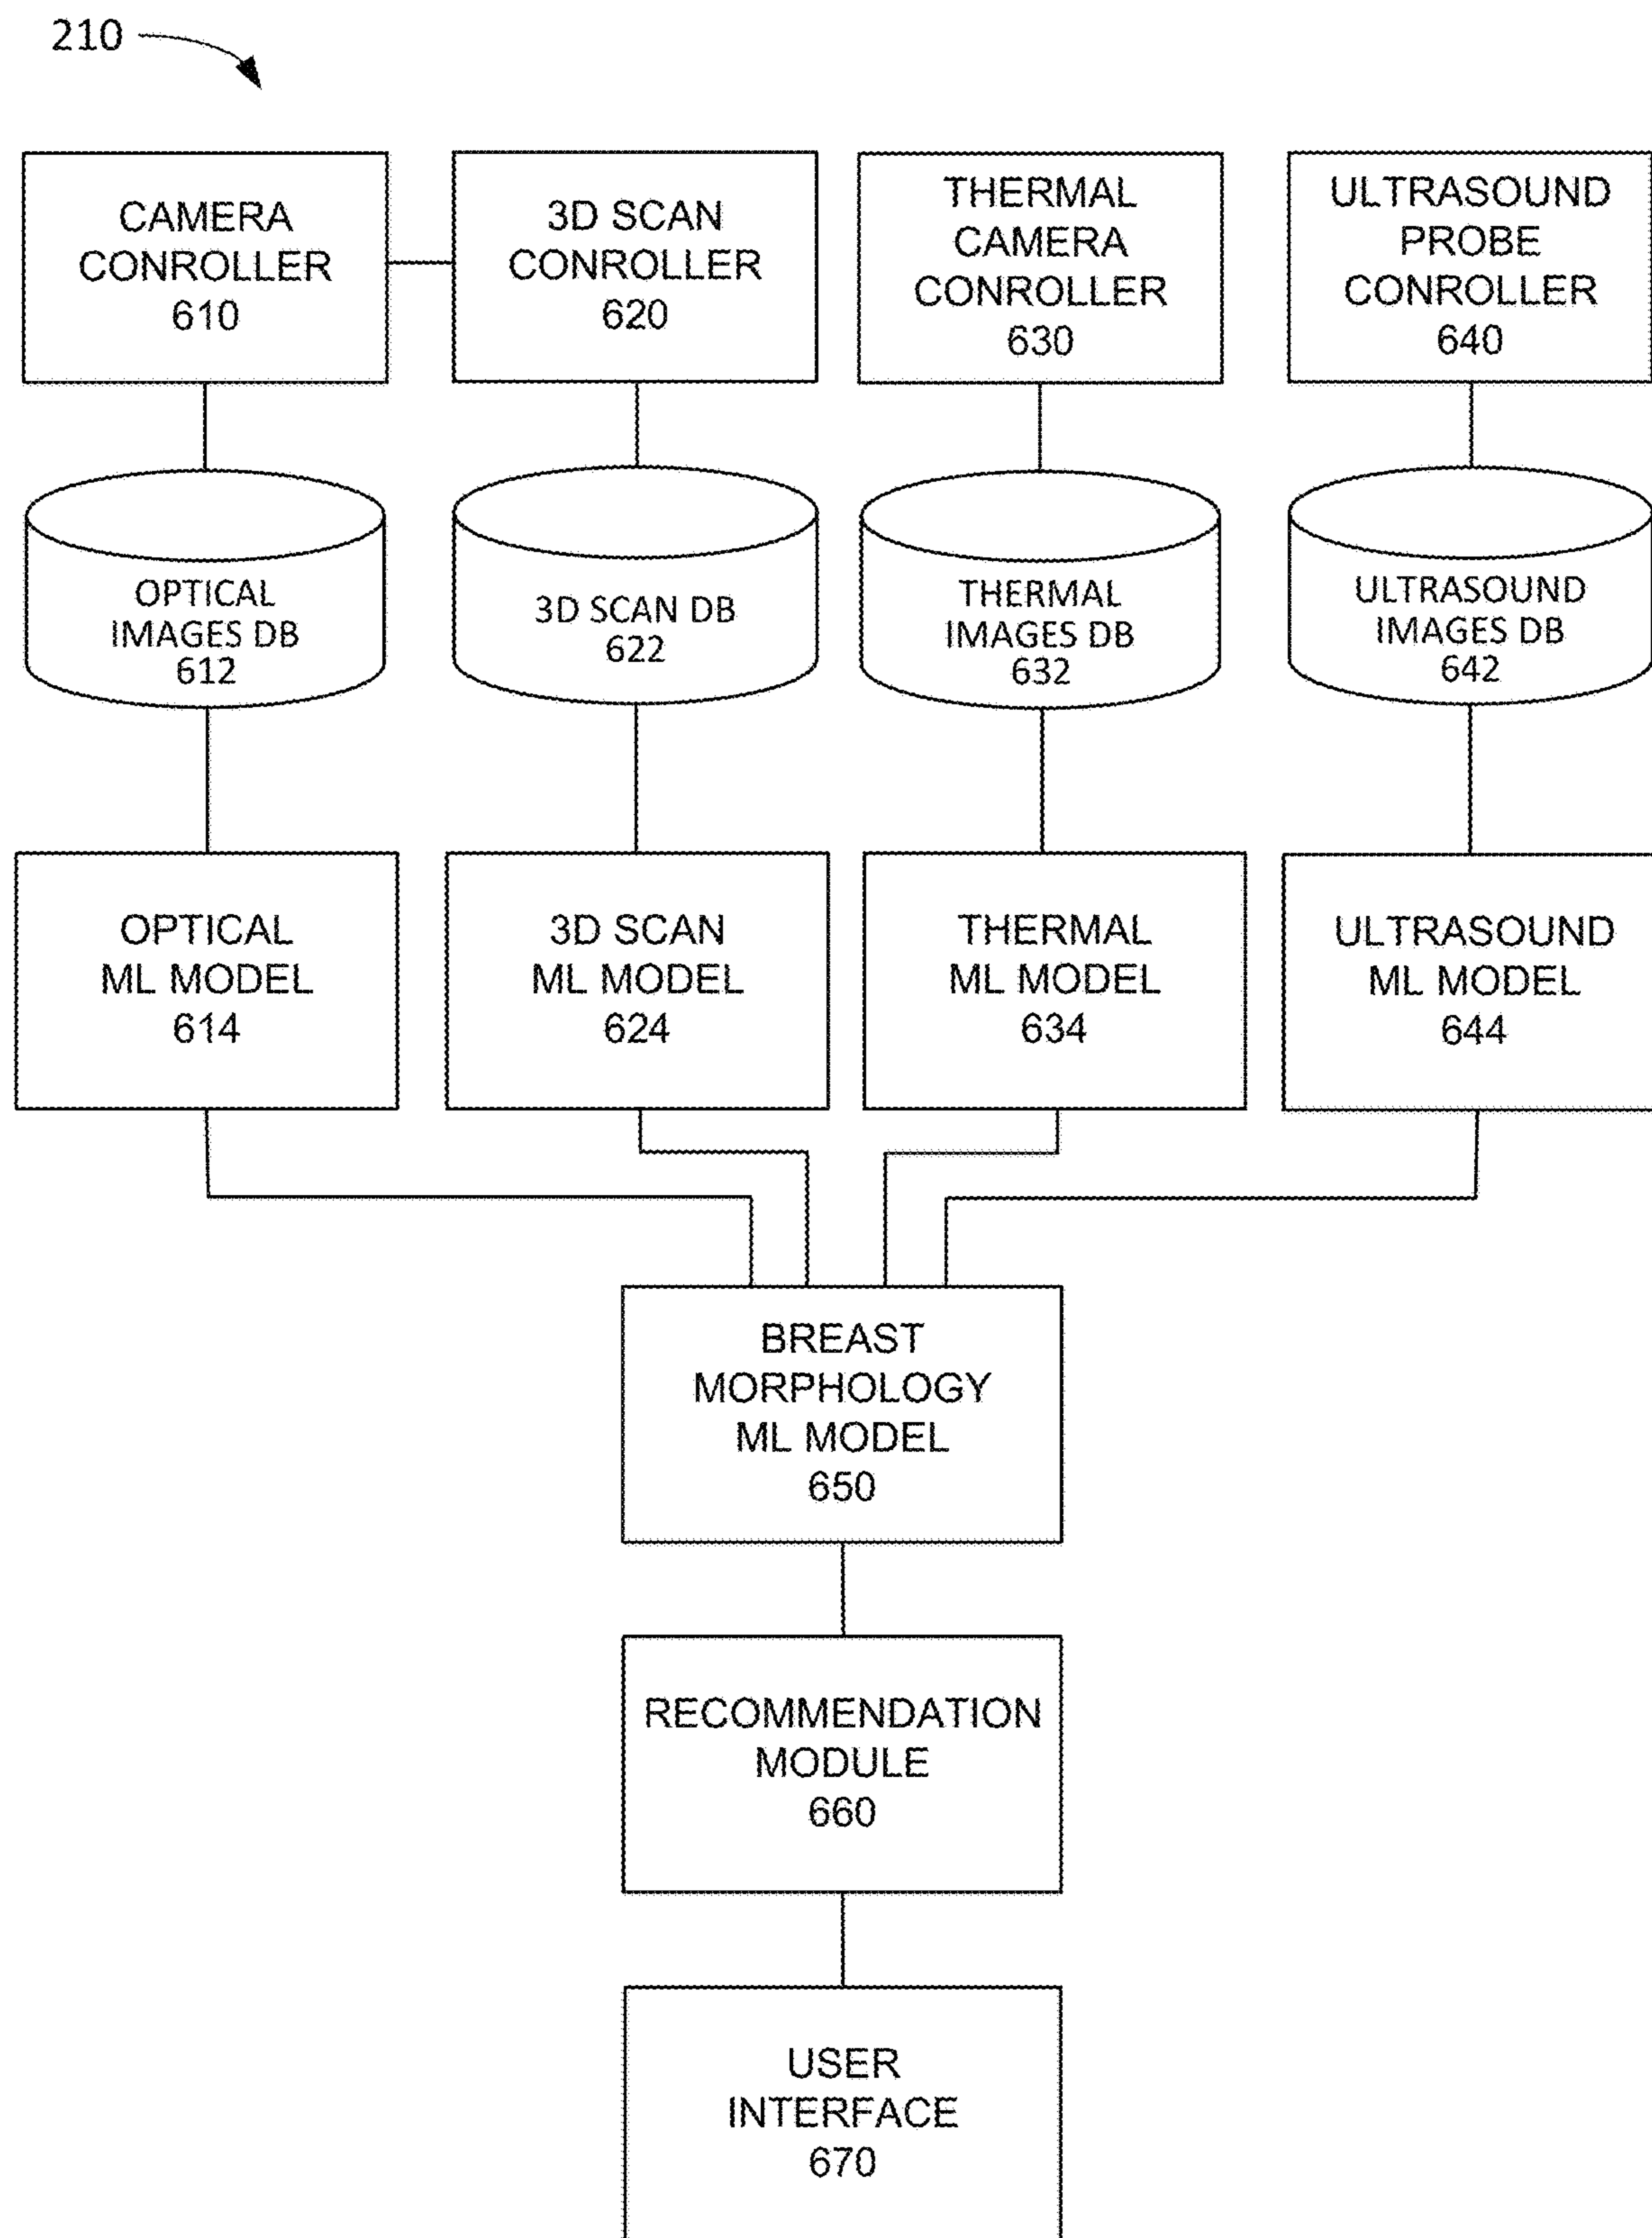 210
CAMERA
CONROLLER
610
3D SCAN
CONROLLER
620
THERMAL
CAMERA
CONROLLER
630
ULTRASOUND
PROBE
CONROLLER
640
OPTICAL
IMAGES DB
612
3D SCAN DB
622
THERMAL
IMAGES DB
632
ULTRASOUND
IMAGES DB
642
OPTICAL
ML MODEL
614
3D SCAN
ML MODEL
624
THERMAL
ML MODEL
634
ULTRASOUND
ML MODEL
644
BREAST
MORPHOLOGY
ML MODEL
650
RECOMMENDATION
MODULE
660
USER
INTERFACE
670